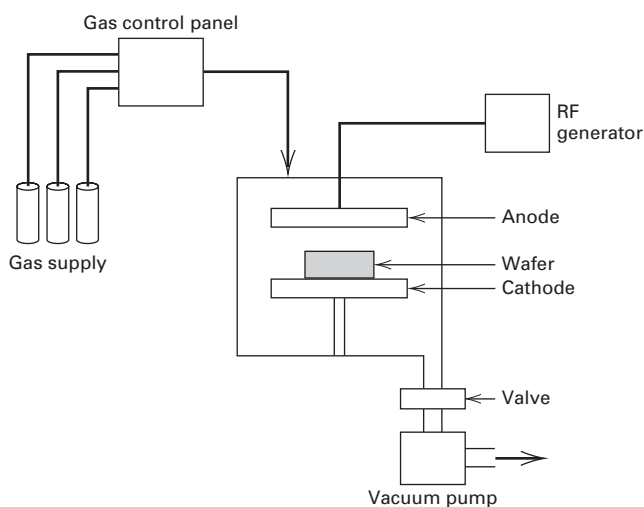 Gas control panel
RF
generator
Anode
Wafer
Cathode
Gas supply
Valve
Vacuum pump